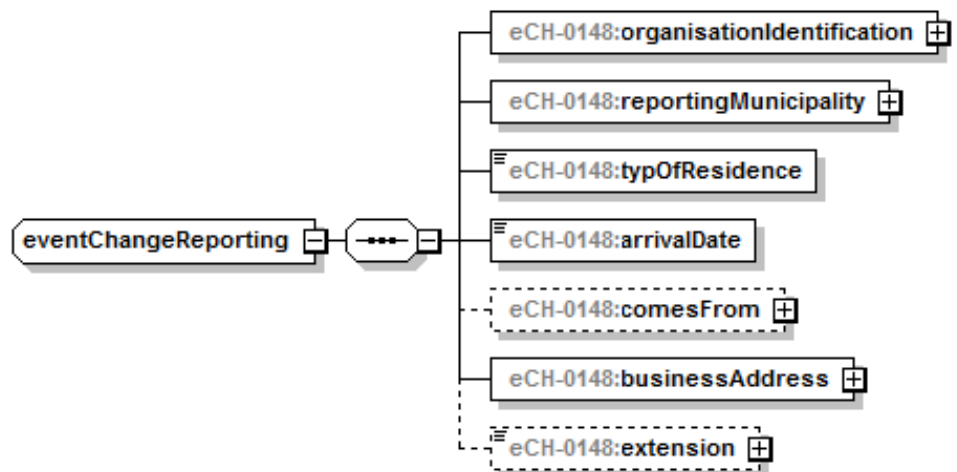 eCH-0148:organisationIdentification
eCH-0148:reportingMunicipality
eCH-0148:typOfResidence
eventChangeReporting
eCH-0148:arrivalDate
eCH-0148:comesFrom
eCH-0148:businessAddress
eCH-0148:extension